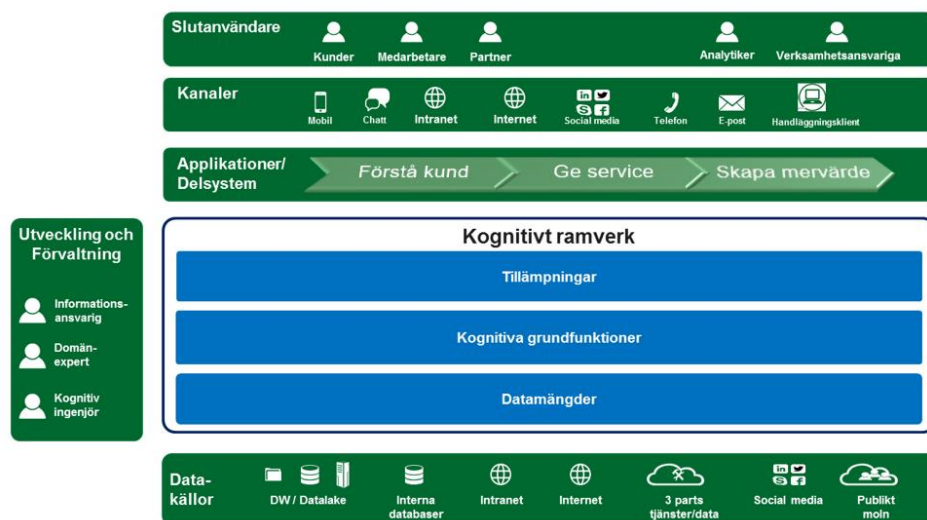 Slutanvändare
Kunder
Medarbetare
Partner
Analytiker
Verksamhetsansvariga
Kanaler
Mobil
Chatt
Intranet
Internet
Social media
Telefon
E-post
Handläggningsklient
Applikationer/
Delsystem
Förstå kund
Ge service
Skapa mervärde
Utveckling och
Förvaltning
Informations-
ansvarig
Domän-
expert
Kognitiv
ingenjör
Kognitivt ramverk
Tillämpningar
Kognitiva grundfunktioner
Datamängder
Data-
källor
DW / Datalake
Interna
databaser
Intranet
Internet
3 parts
tjänster/data
Social media
Publikt
moln